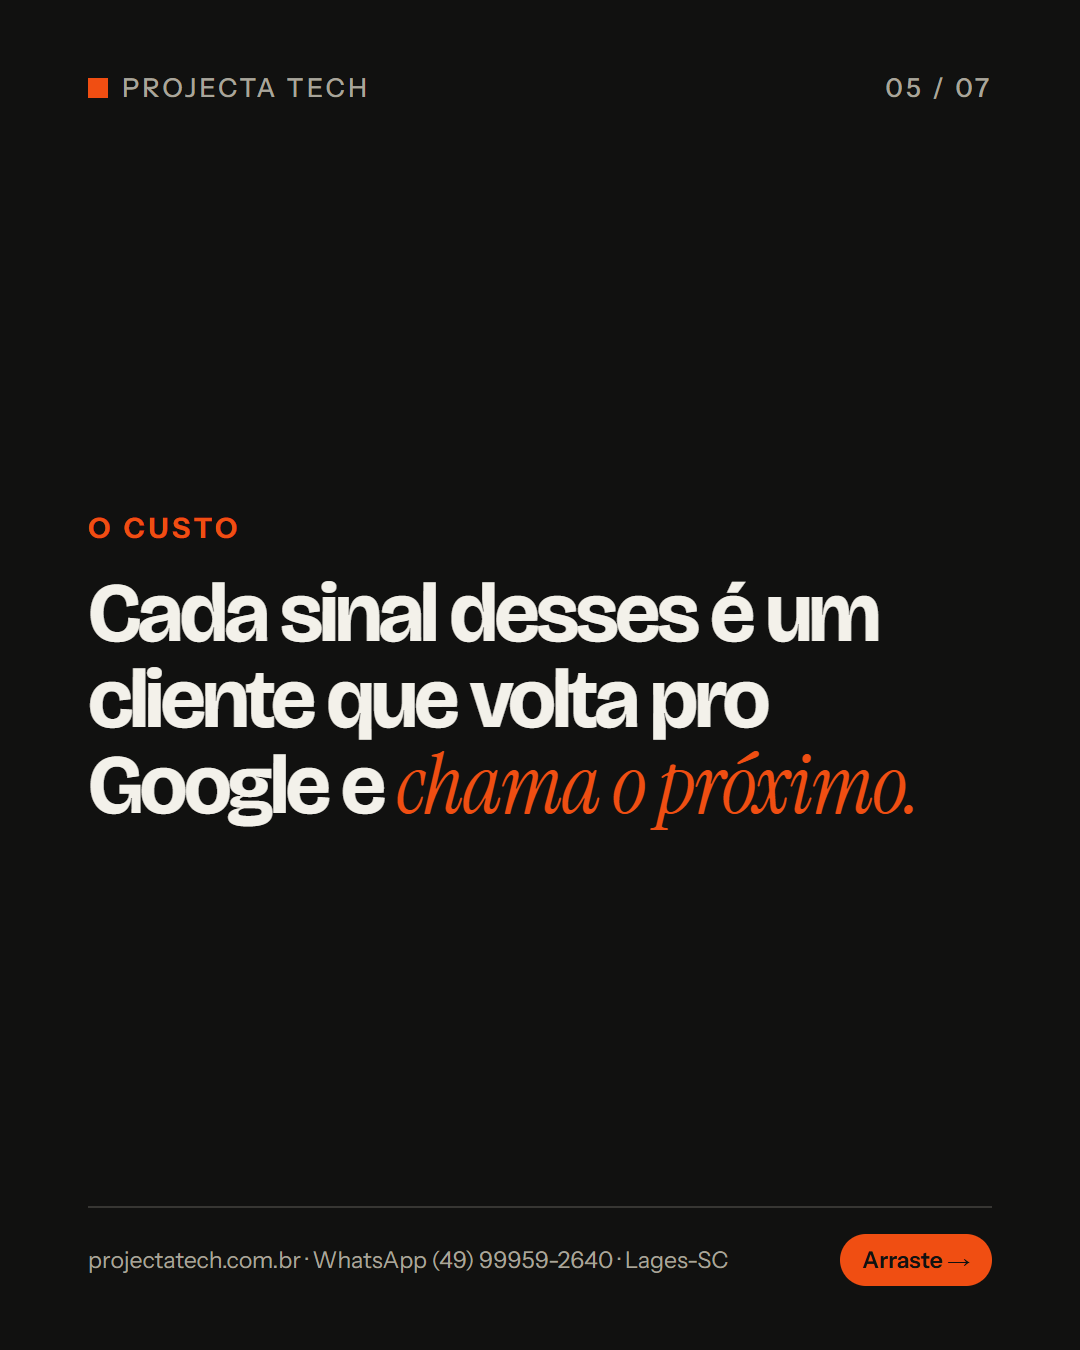 PROJECTA TECH
05 / 07
O CUSTO
Cada sinal desses é um
cliente que volta pro
Google e chama o próximo.
projectatech.com.br · WhatsApp (49) 99959-2640 · Lages-SC
Arraste →